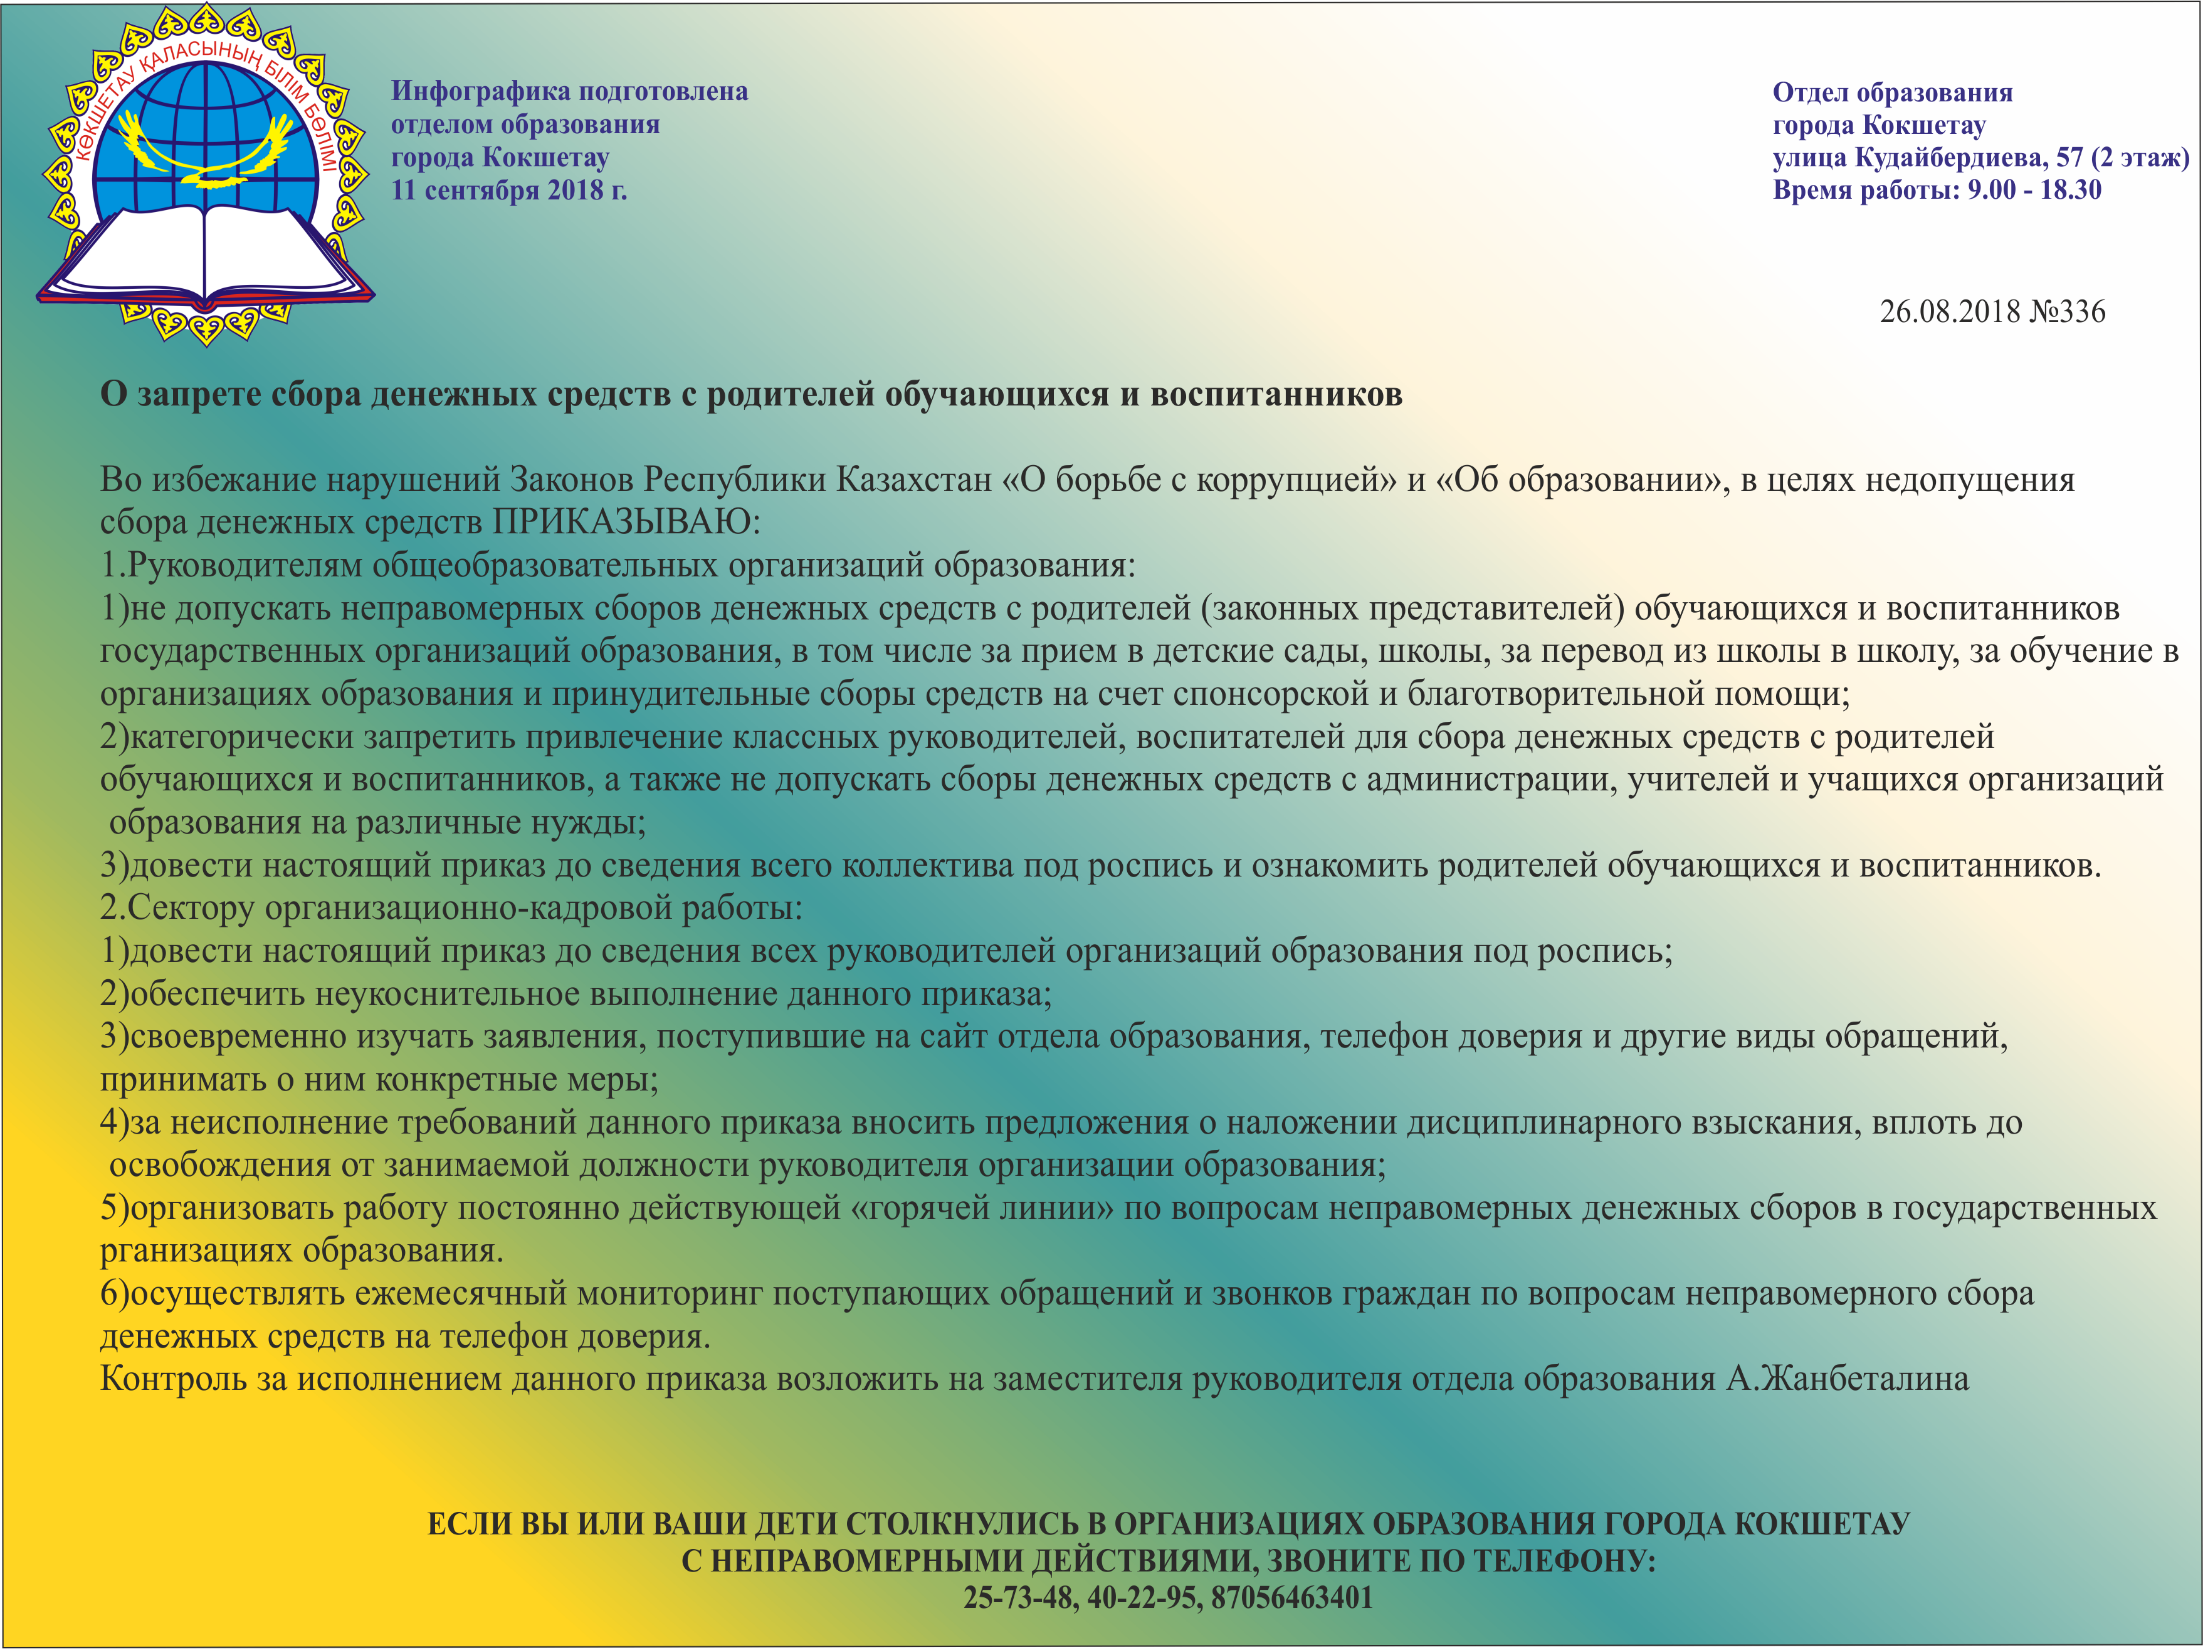 КӨКШЕТАУ ҚАЛАСЫНЫҢ БІЛІМ БӨЛІМІ
Инфографика подготовлена
отделом образования
города Кокшетау
11 сентября 2018 г.
Отдел образования
города Кокшетау
улица Кудайбердиева, 57 (2 этаж)
Время работы: 9.00 - 18.30
26.08.2018 №336
О запрете сбора денежных средств с родителей обучающихся и воспитанников
Во избежание нарушений Законов Республики Казахстан «О борьбе с коррупцией» и «Об образовании», в целях недопущения
сбора денежных средств ПРИКАЗЫВАЮ:
1.Руководителям общеобразовательных организаций образования:
1)не допускать неправомерных сборов денежных средств с родителей (законных представителей) обучающихся и воспитанников
государственных организаций образования, в том числе за прием в детские сады, школы, за перевод из школы в школу, за обучение в
организациях образования и принудительные сборы средств на счет спонсорской и благотворительной помощи;
2)категорически запретить привлечение классных руководителей, воспитателей для сбора денежных средств с родителей
обучающихся и воспитанников, а также не допускать сборы денежных средств с администрации, учителей и учащихся организаций
образования на различные нужды;
3)довести настоящий приказ до сведения всего коллектива под роспись и ознакомить родителей обучающихся и воспитанников.
2.Сектору организационно-кадровой работы:
1)довести настоящий приказ до сведения всех руководителей организаций образования под роспись;
2)обеспечить неукоснительное выполнение данного приказа;
3)своевременно изучать заявления, поступившие на сайт отдела образования, телефон доверия и другие виды обращений,
принимать о ним конкретные меры;
4)за неисполнение требований данного приказа вносить предложения о наложении дисциплинарного взыскания, вплоть до
освобождения от занимаемой должности руководителя организации образования;
5)организовать работу постоянно действующей «горячей линии» по вопросам неправомерных денежных сборов в государственных
рганизациях образования.
6)осуществлять ежемесячный мониторинг поступающих обращений и звонков граждан по вопросам неправомерного сбора
денежных средств на телефон доверия.
Контроль за исполнением данного приказа возложить на заместителя руководителя отдела образования А.Жанбеталина
ЕСЛИ ВЫ ИЛИ ВАШИ ДЕТИ СТОЛКНУЛИСЬ В ОРГАНИЗАЦИЯХ ОБРАЗОВАНИЯ ГОРОДА КОКШЕТАУ
С НЕПРАВОМЕРНЫМИ ДЕЙСТВИЯМИ, ЗВОНИТЕ ПО ТЕЛЕФОНУ:
25-73-48, 40-22-95, 87056463401